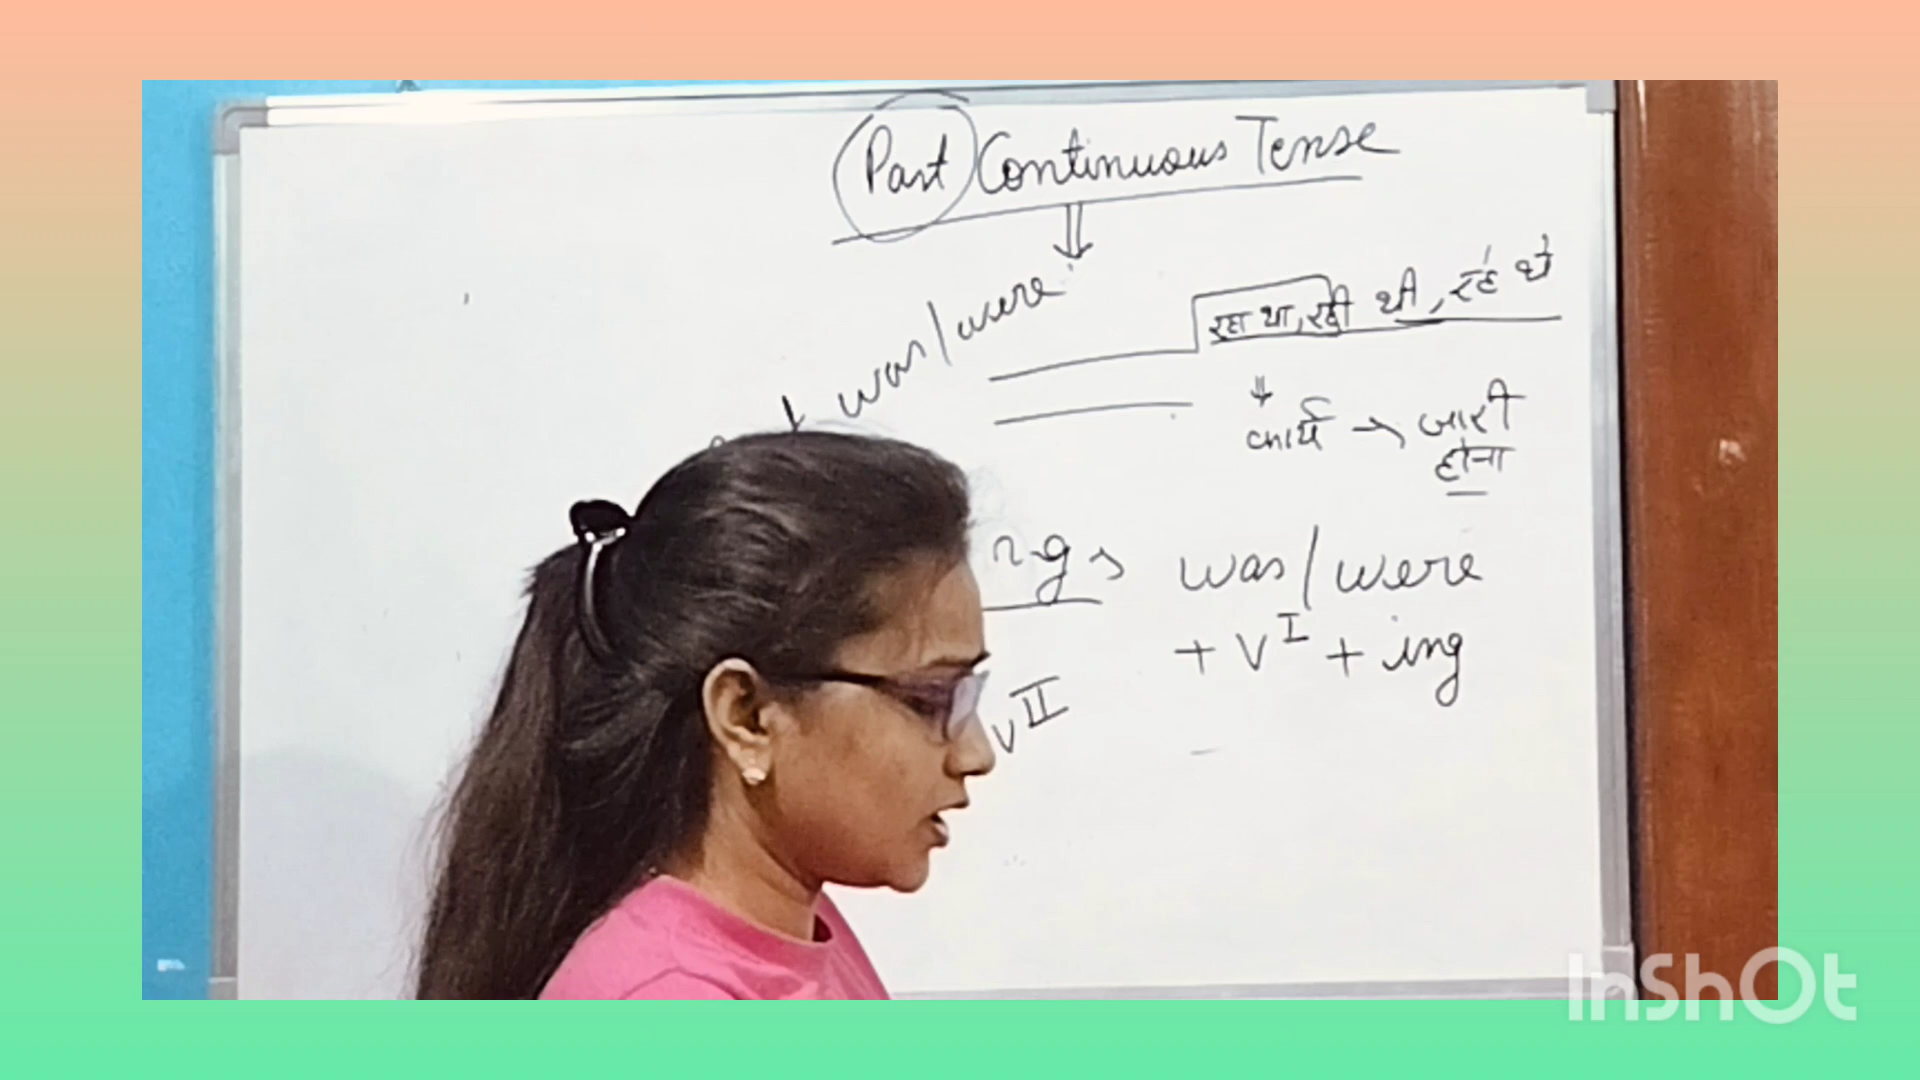 Past Continuous Tense
was/were
रहा था, रही थी, रहे थे
कार्य → जारी
होना
was/were
+ V^I + ing
V^II
InShOt